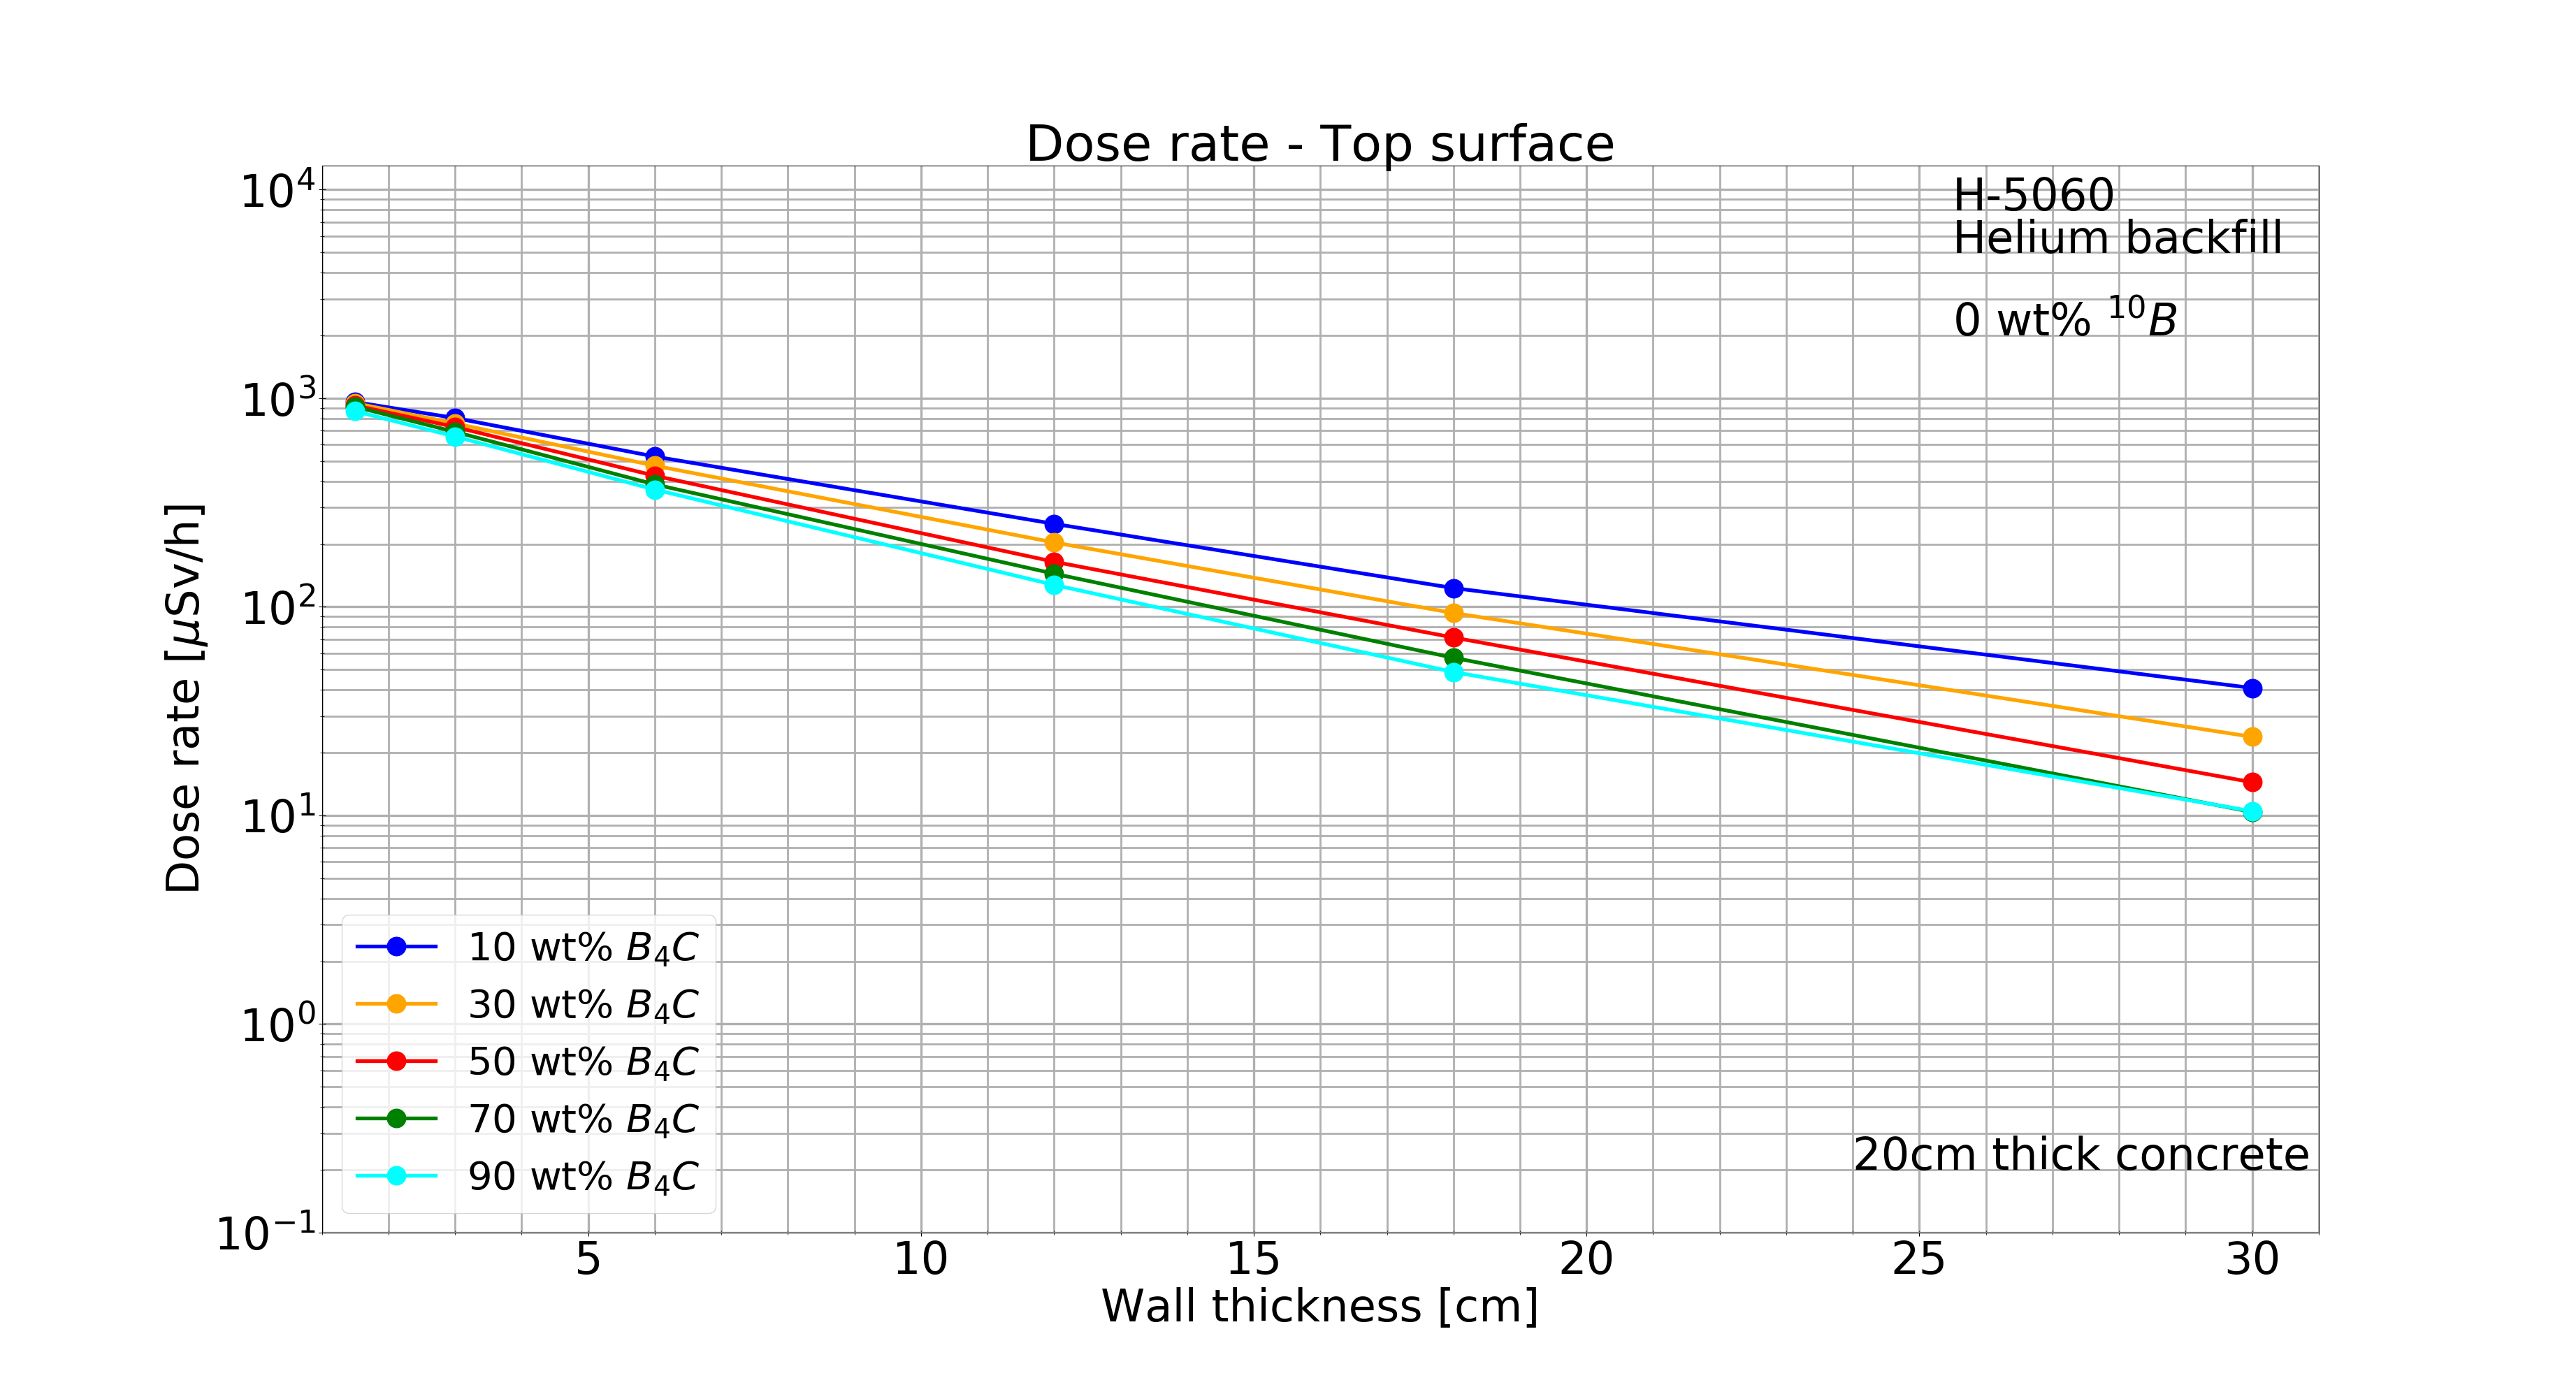 Dose rate - Top surface
10⁴
10³
10²
10¹
10⁰
10⁻¹
Dose rate [μSv/h]
H-5060
Helium backfill
0 wt% ¹⁰B
10 wt% B₄C
30 wt% B₄C
50 wt% B₄C
70 wt% B₄C
90 wt% B₄C
20cm thick concrete
5 10 15 20 25 30
Wall thickness [cm]